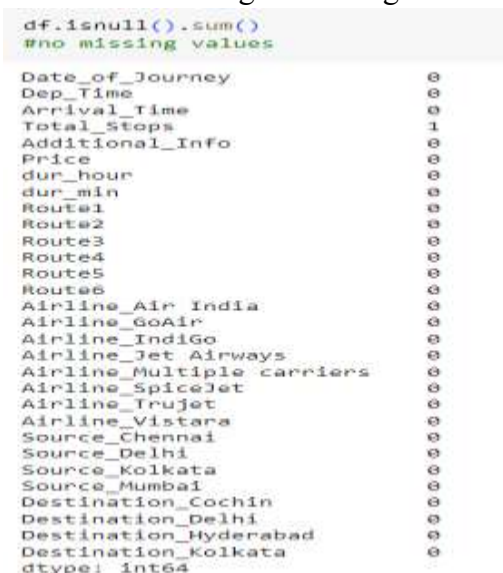 df.isnull().sum()
#no missing values
Date_of_Journey 0
Dep_Time 0
Arrival_Time 0
Total_Stops 1
Additional_Info 0
Price 0
dur_hour 0
dur_min 0
Route1 0
Route2 0
Route3 0
Route4 0
Route5 0
Route6 0
Airline_Air India 0
Airline_GoAir 0
Airline_IndiGo 0
Airline_Jet Airways 0
Airline_Multiple carriers 0
Airline_SpiceJet 0
Airline_Trujet 0
Airline_Vistara 0
Source_Chennai 0
Source_Delhi 0
Source_Kolkata 0
Source_Mumbai 0
Destination_Cochin 0
Destination_Delhi 0
Destination_Hyderabad 0
Destination_Kolkata 0
dtype: int64